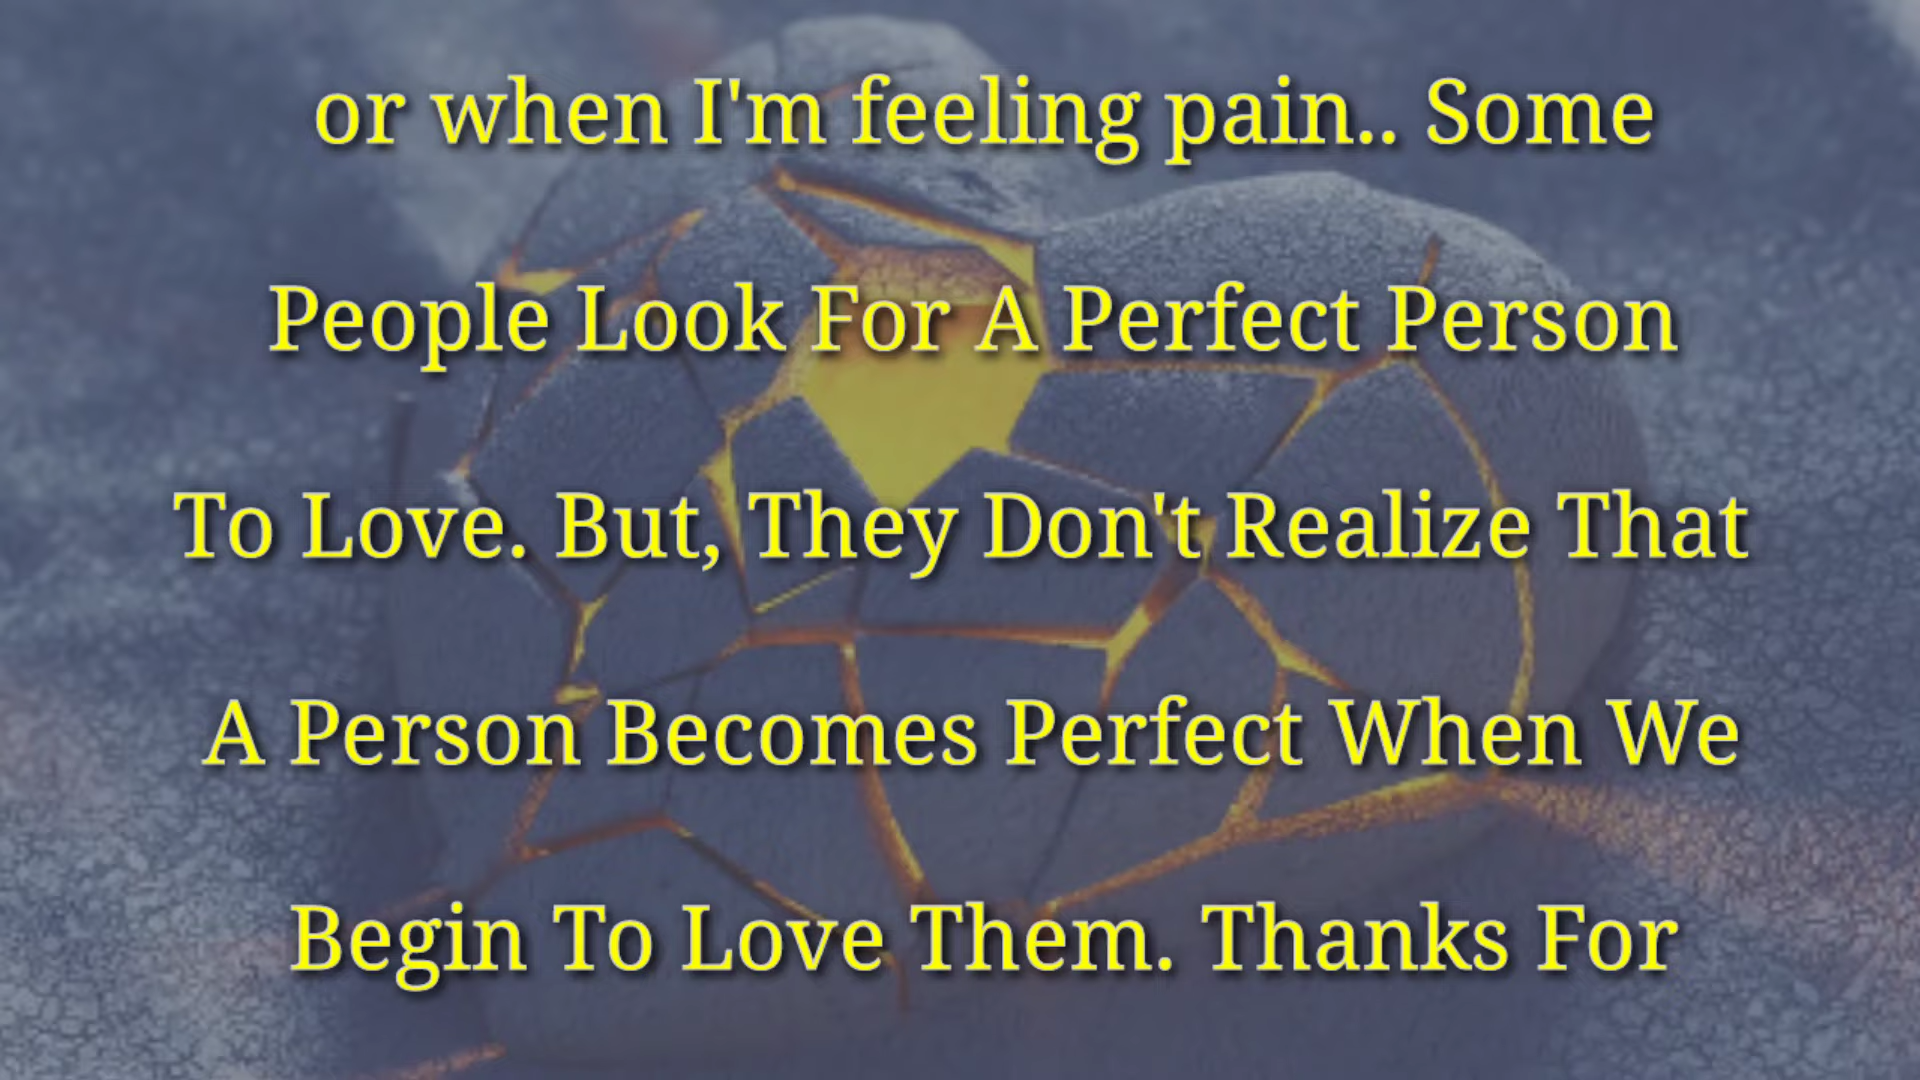 or when I'm feeling pain.. Some
People Look For A Perfect Person
To Love. But, They Don't Realize That
A Person Becomes Perfect When We
Begin To Love Them. Thanks For